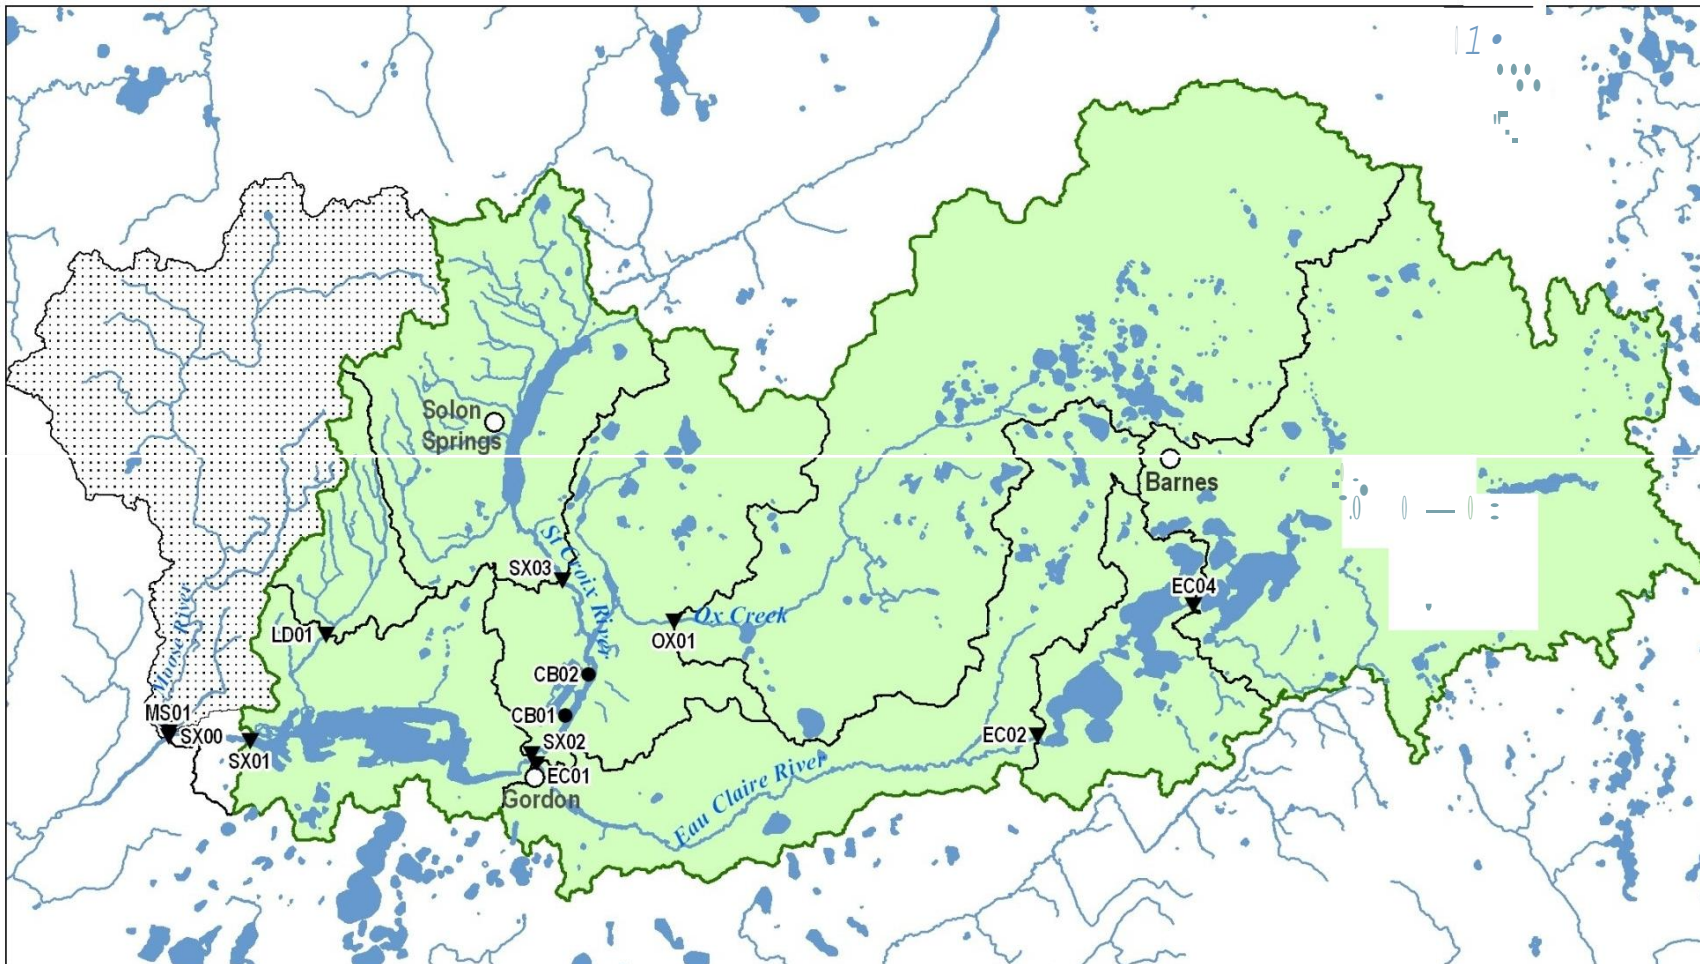 1
Solon
Springs
Barnes
St Croix River
SX03
EC04
Moose River
LD01
Ox Creek
OX01
CB02
MS01
CB01
SX00
SX02
EC02
SX01
EC01
Gordon
Eau Claire River